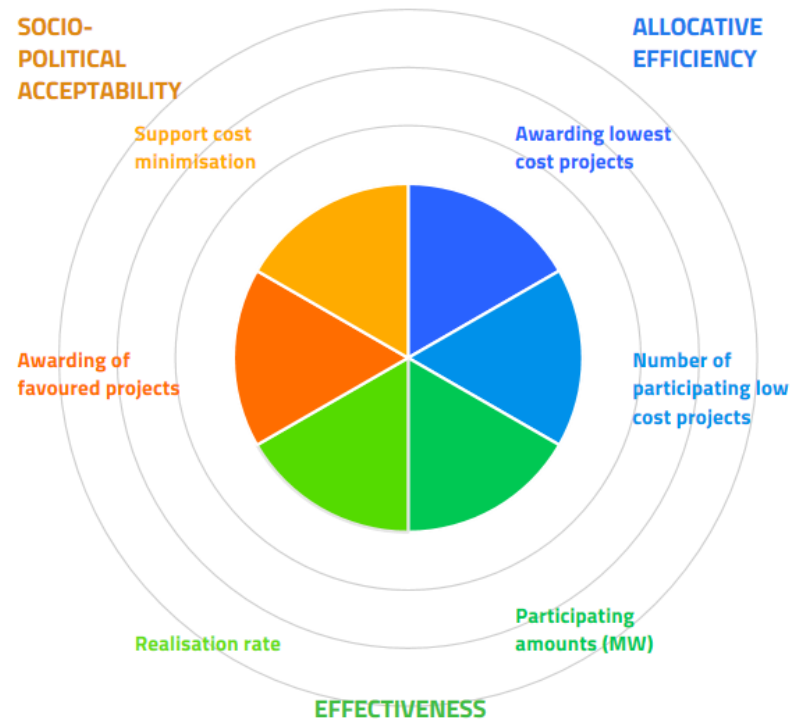 SOCIO-
POLITICAL
ACCEPTABILITY
ALLOCATIVE
EFFICIENCY
Support cost
minimisation
Awarding lowest
cost projects
Awarding of
favoured projects
Number of
participating low
cost projects
Realisation rate
Participating
amounts (MW)
EFFECTIVENESS